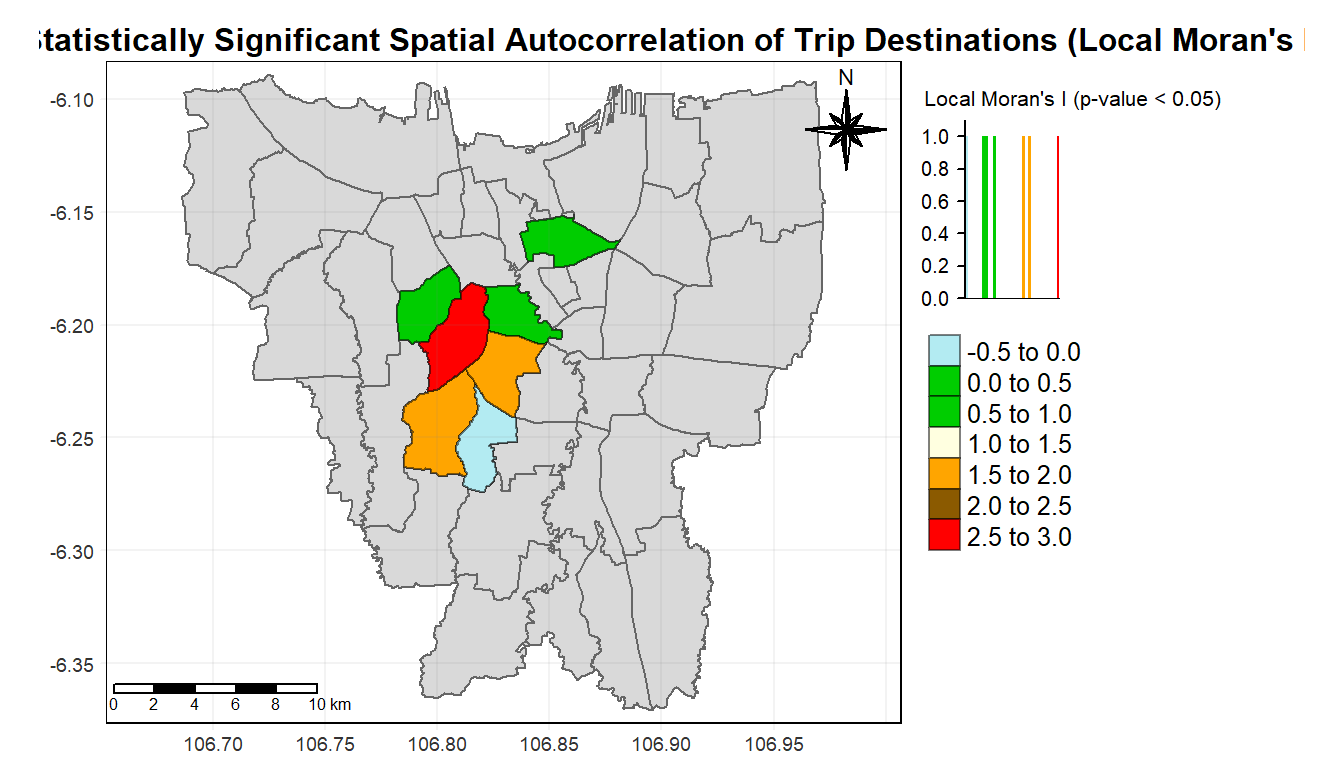 Statistically Significant Spatial Autocorrelation of Trip Destinations (Local Moran's I
N
Local Moran's I (p-value < 0.05)
1.0
0.8
0.6
0.4
0.2
0.0
-0.5 to 0.0
0.0 to 0.5
0.5 to 1.0
1.0 to 1.5
1.5 to 2.0
2.0 to 2.5
2.5 to 3.0
-6.10
-6.15
-6.20
-6.25
-6.30
-6.35
0 2 4 6 8 10 km
106.70 106.75 106.80 106.85 106.90 106.95